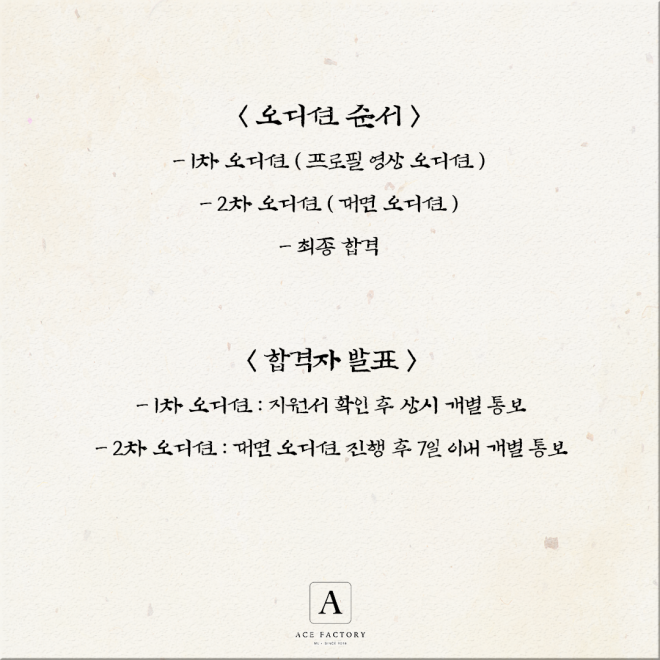 〈 오디션 순서 〉
- 1차 오디션 ( 프로필 영상 오디션 )
- 2차 오디션 ( 대면 오디션 )
- 최종 합격
〈 합격자 발표 〉
- 1차 오디션 : 지원서 확인 후 상시 개별 통보
- 2차 오디션 : 대면 오디션 진행 후 7일 이내 개별 통보
A
ACE FACTORY